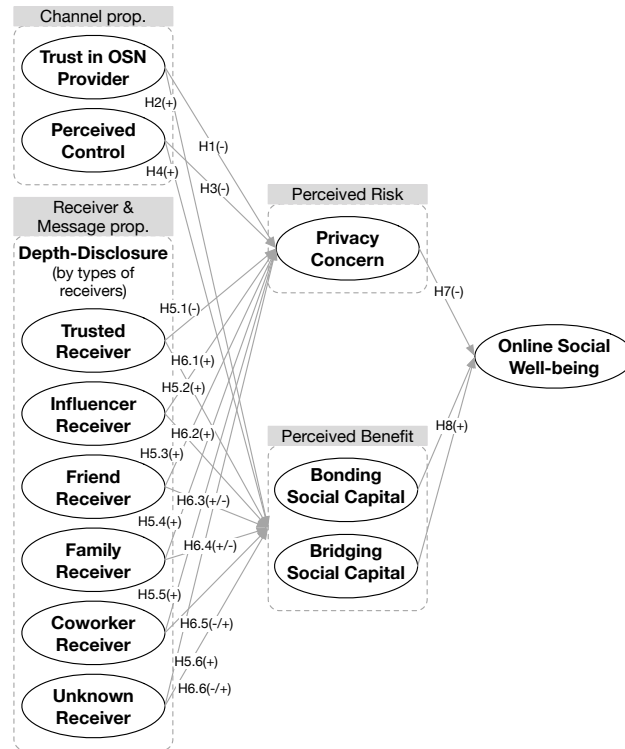 Channel prop.
Trust in OSN
Provider
H2(+)
Perceived
Control
H4(+)
H1(-)
H3(-)
Receiver &
Message prop.
Depth-Disclosure
(by types of
receivers)
Trusted
Receiver
Influencer
Receiver
Friend
Receiver
Family
Receiver
Coworker
Receiver
Unknown
Receiver
H5.1(-)
H6.1(+)
H5.2(+)
H6.2(+)
H5.3(+)
H6.3(+/-)
H5.4(+)
H6.4(+/-)
H5.5(+)
H6.5(-/+)
H5.6(+)
H6.6(-/+)
Perceived Risk
Privacy
Concern
H7(-)
Perceived Benefit
Bonding
Social Capital
Bridging
Social Capital
H8(+)
Online Social
Well-being